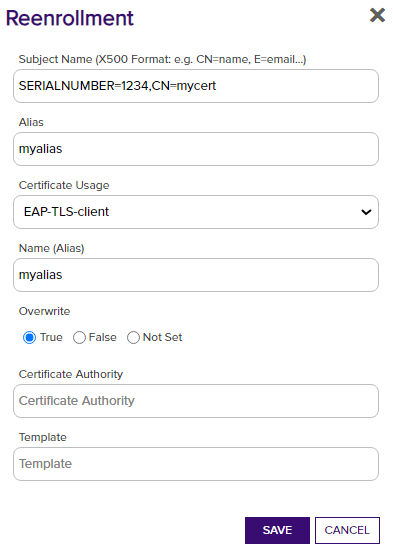 Reenrollment
Subject Name (X500 Format: e.g. CN=name, E=email...)
SERIALNUMBER=1234,CN=mycert
Alias
myalias
Certificate Usage
EAP-TLS-client
Name (Alias)
myalias
Overwrite
True False Not Set
Certificate Authority
Certificate Authority
Template
Template
SAVE CANCEL